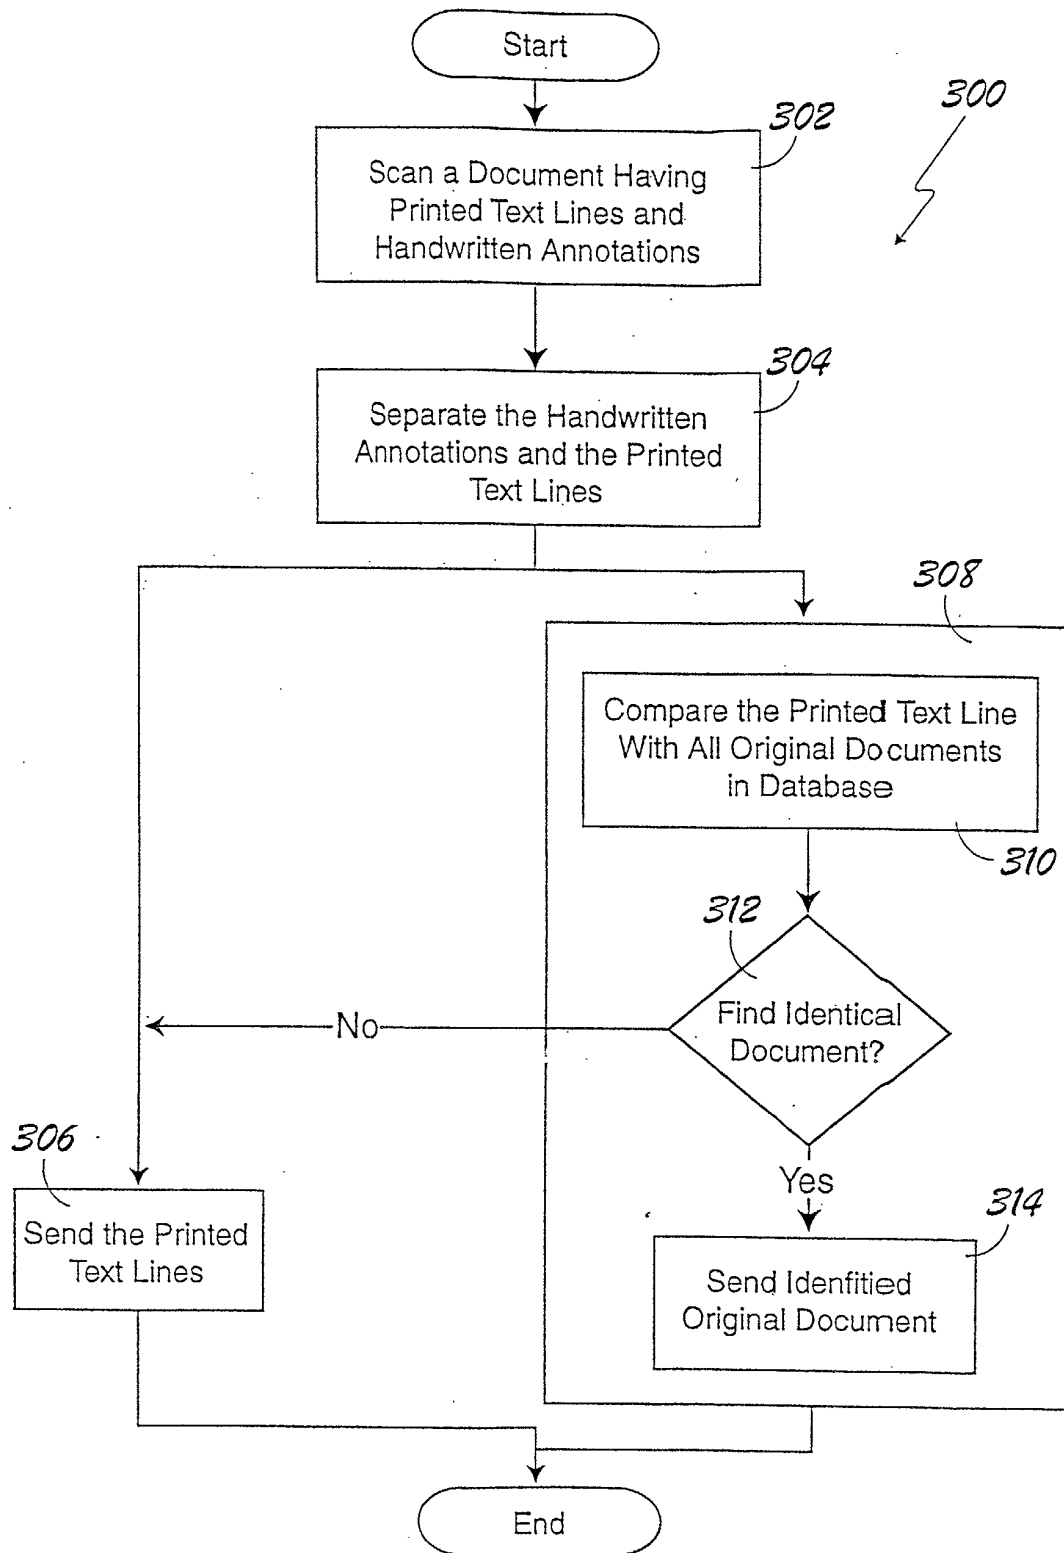 Start
300
302
Scan a Document Having
Printed Text Lines and
Handwritten Annotations
304
Separate the Handwritten
Annotations and the Printed
Text Lines
308
Compare the Printed Text Line
With All Original Documents
in Database
310
312
Find Identical
Document?
No
Yes
306
Send the Printed
Text Lines
314
Send Idenfitied
Original Document
End